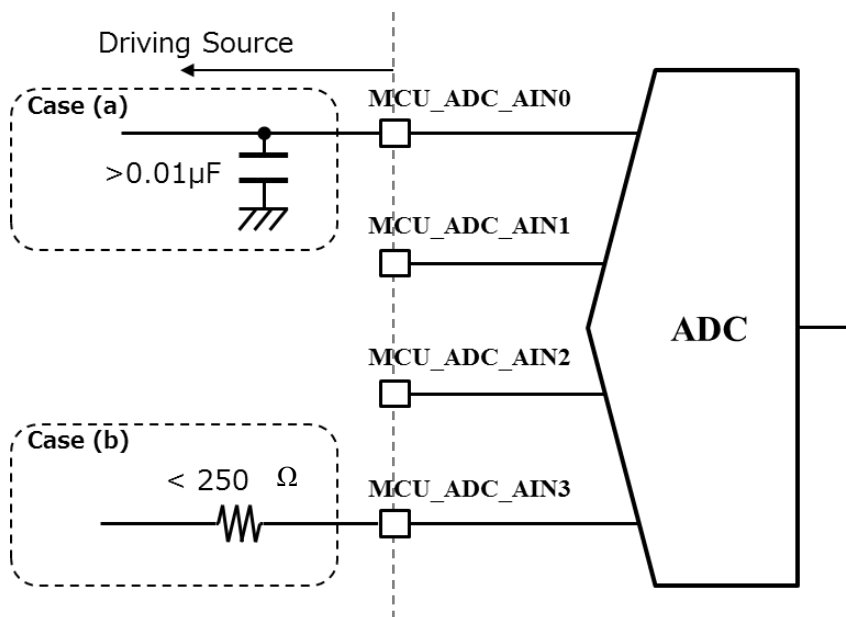 Driving Source
Case (a)
MCU_ADC_AIN0
>0.01µF
MCU_ADC_AIN1
ADC
MCU_ADC_AIN2
Case (b)
< 250 Ω
MCU_ADC_AIN3